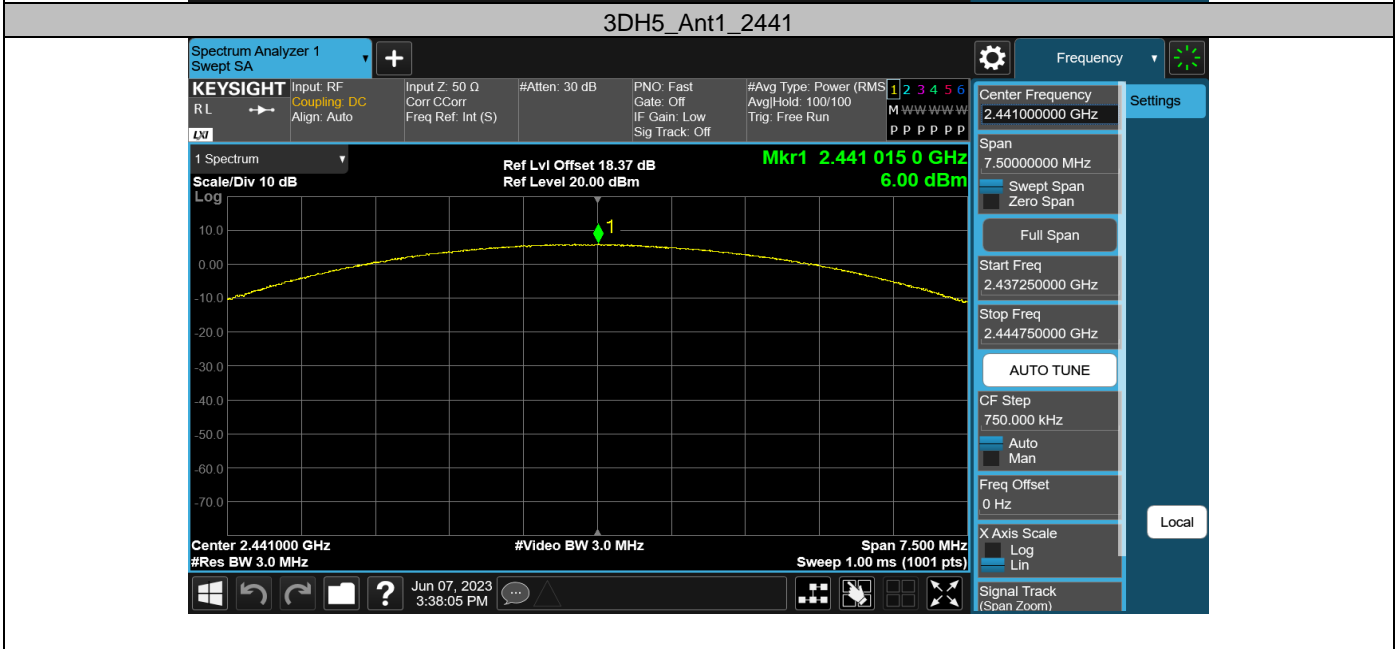 3DH5_Ant1_2441
Spectrum Analyzer 1
Swept SA
+
Frequency
KEYSIGHT
RL
LXI
Input: RF
Coupling: DC
Align: Auto
Input Z: 50 Ω
Corr CCorr
Freq Ref: Int (S)
#Atten: 30 dB
PNO: Fast
Gate: Off
IF Gain: Low
Sig Track: Off
#Avg Type: Power (RMS
Avg|Hold: 100/100
Trig: Free Run
1 2 3 4 5 6
M W W W W W
P P P P P P
1 Spectrum
Scale/Div 10 dB
Log
Ref Lvl Offset 18.37 dB
Ref Level 20.00 dBm
Mkr1 2.441 015 0 GHz
6.00 dBm
1
10.0
0.00
-10.0
-20.0
-30.0
-40.0
-50.0
-60.0
-70.0
Center 2.441000 GHz
#Res BW 3.0 MHz
#Video BW 3.0 MHz
Span 7.500 MHz
Sweep 1.00 ms (1001 pts)
Center Frequency
2.441000000 GHz
Settings
Span
7.50000000 MHz
Swept Span
Zero Span
Full Span
Start Freq
2.437250000 GHz
Stop Freq
2.444750000 GHz
AUTO TUNE
CF Step
750.000 kHz
Auto
Man
Freq Offset
0 Hz
X Axis Scale
Log
Lin
Local
Signal Track
(Span Zoom)
?
Jun 07, 2023
3:38:05 PM